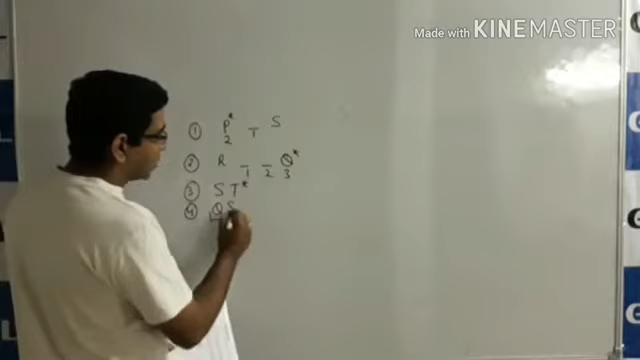 Made with KINEMASTER
① P* T S
2
② R _ _ Q*
1 2 3
③ S T*
④ Q S